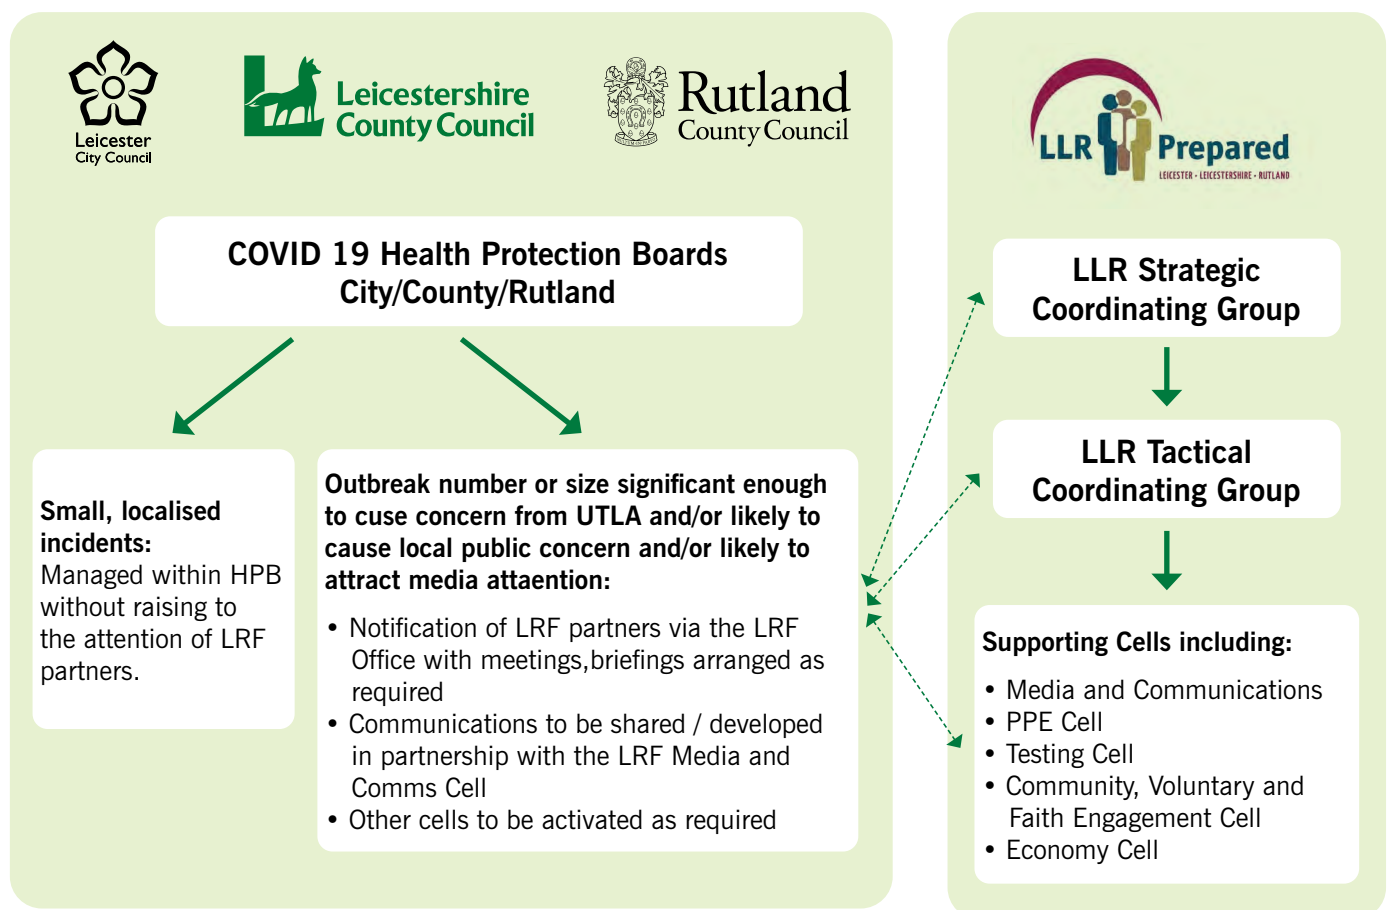 Leicester
City Council
Leicestershire
County Council
Rutland
County Council
COVID 19 Health Protection Boards
City/County/Rutland
Small, localised
incidents:
Managed within HPB
without raising to
the attention of LRF
partners.
Outbreak number or size significant enough
to cuse concern from UTLA and/or likely to
cause local public concern and/or likely to
attract media attaention:
• Notification of LRF partners via the LRF
Office with meetings,briefings arranged as
required
• Communications to be shared / developed
in partnership with the LRF Media and
Comms Cell
• Other cells to be activated as required
LLR Prepared
LEICESTER - LEICESTERSHIRE - RUTLAND
LLR Strategic
Coordinating Group
LLR Tactical
Coordinating Group
Supporting Cells including:
• Media and Communications
• PPE Cell
• Testing Cell
• Community, Voluntary and
Faith Engagement Cell
• Economy Cell